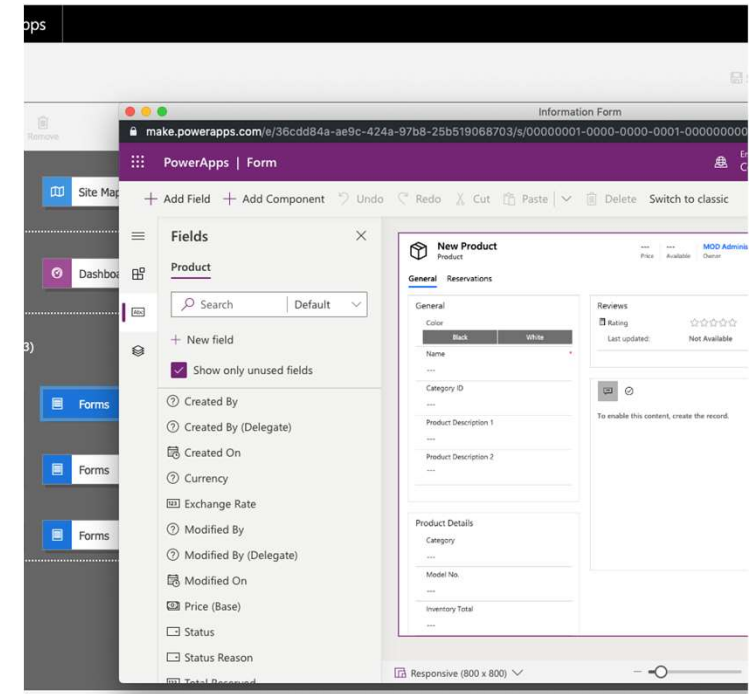 pps
Remove
Information Form
make.powerapps.com/e/36cdd84a-ae9c-424a-97b8-25b519068703/s/00000001-0000-0000-0001-000000000
PowerApps | Form
Add Field Add Component Undo Redo Cut Paste Delete Switch to classic
Site Map
Dashboa
3)
Forms
Forms
Forms
Fields
Product
Search Default
New field
Show only unused fields
Created By
Created By (Delegate)
Created On
Currency
Exchange Rate
Modified By
Modified By (Delegate)
Modified On
Price (Base)
Status
Status Reason
Total Reserved
New Product
Product
--- Price
--- Available
MOD Adminis
Owner
General Reservations
General
Color
Black White
Name *
---
Category ID
---
Product Description 1
---
Product Description 2
---
Product Details
Category
---
Model No.
---
Inventory Total
---
Reviews
Rating
Last updated: Not Available
To enable this content, create the record.
Responsive (800 x 800)